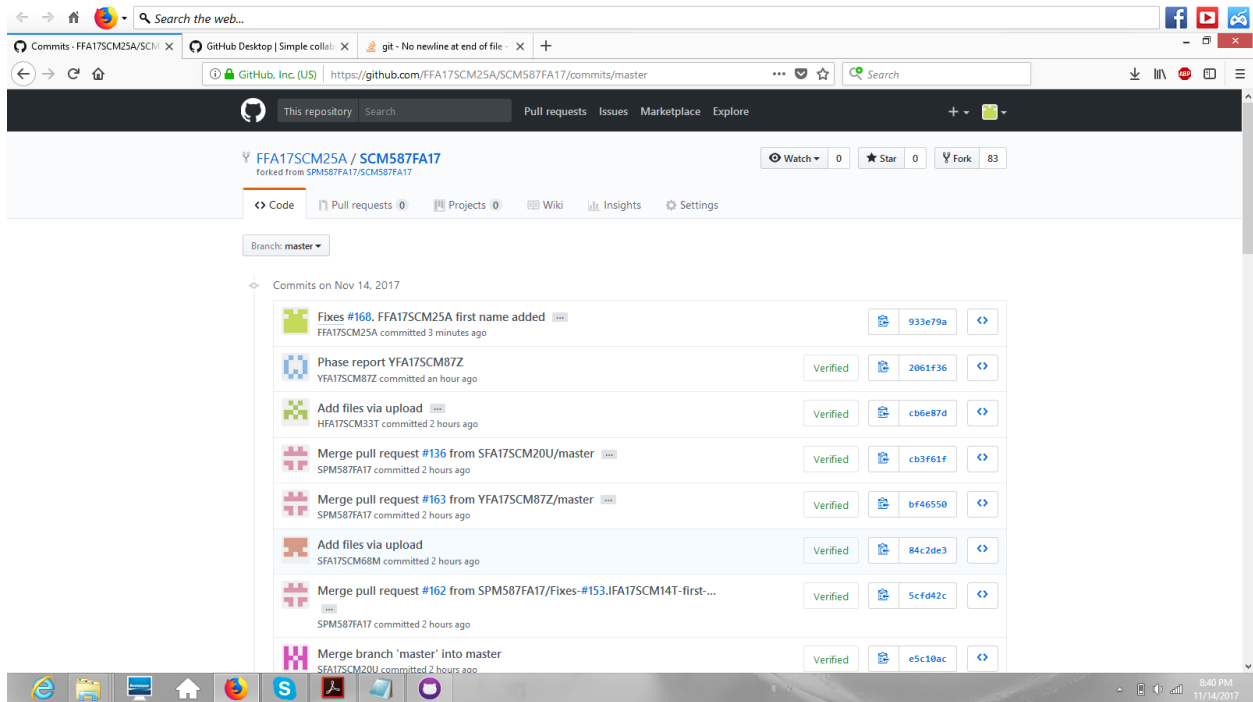 Search the web...
Commits · FFA17SCM25A/SCM
GitHub Desktop | Simple collab
git - No newline at end of file -
GitHub, Inc. (US) https://github.com/FFA17SCM25A/SCM587FA17/commits/master
Search
ABP
This repository Search Pull requests Issues Marketplace Explore
FFA17SCM25A / SCM587FA17
forked from SPM587FA17/SCM587FA17
Watch 0 Star 0 Fork 83
Code Pull requests 0 Projects 0 Wiki Insights Settings
Branch: master
Commits on Nov 14, 2017
Fixes #168. FFA17SCM25A first name added ...
FFA17SCM25A committed 3 minutes ago
933e79a
Phase report YFA17SCM87Z
YFA17SCM87Z committed an hour ago
Verified 2061f36
Add files via upload ...
HFA17SCM33T committed 2 hours ago
Verified cb6e87d
Merge pull request #136 from SFA17SCM20U/master ...
SPM587FA17 committed 2 hours ago
Verified cb3f61f
Merge pull request #163 from YFA17SCM87Z/master ...
SPM587FA17 committed 2 hours ago
Verified bf46550
Add files via upload
SFA17SCM68M committed 2 hours ago
Verified 84c2de3
Merge pull request #162 from SPM587FA17/Fixes-#153.IFA17SCM14T-first-...
...
SPM587FA17 committed 2 hours ago
Verified 5cfd42c
Merge branch 'master' into master
SFA17SCM20U committed 2 hours ago
Verified e5c10ac
8:40 PM
11/14/2017